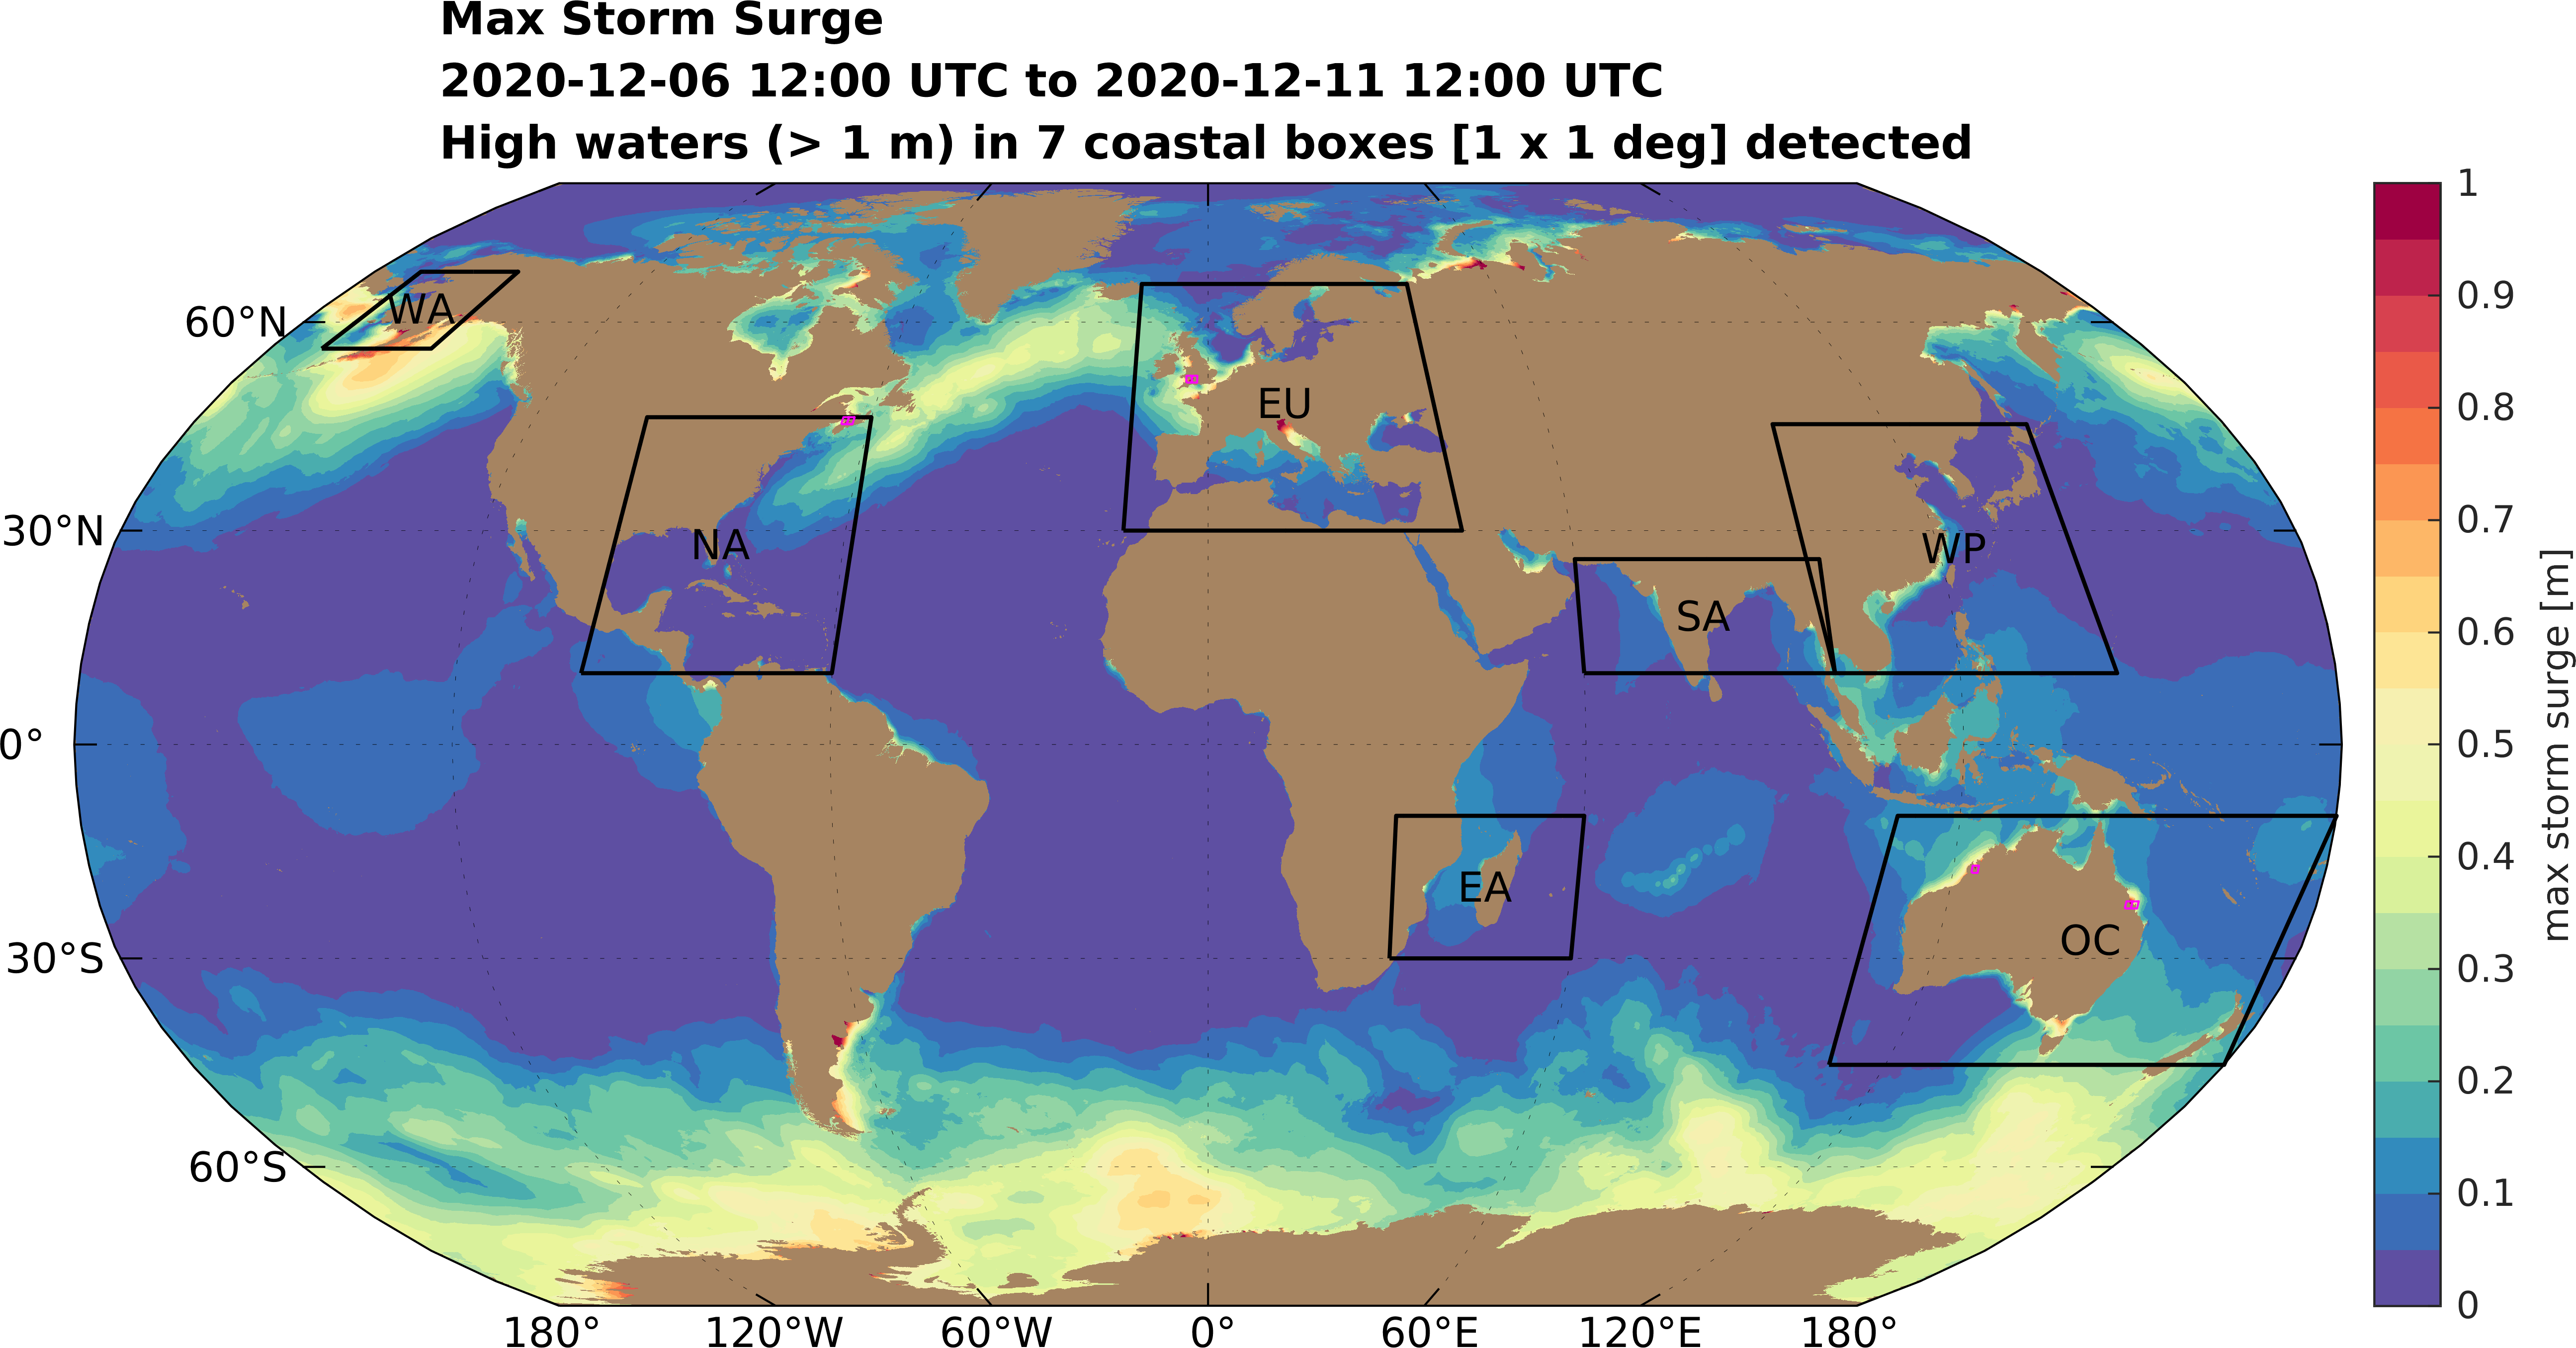 Max Storm Surge
2020-12-06 12:00 UTC to 2020-12-11 12:00 UTC
High waters (> 1 m) in 7 coastal boxes [1 x 1 deg] detected
60°N
30°N
0°
30°S
60°S
WA
NA
EU
SA
WP
EA
OC
180°
120°W
60°W
0°
60°E
120°E
180°
1
0.9
0.8
0.7
0.6
0.5
0.4
0.3
0.2
0.1
0
max storm surge [m]